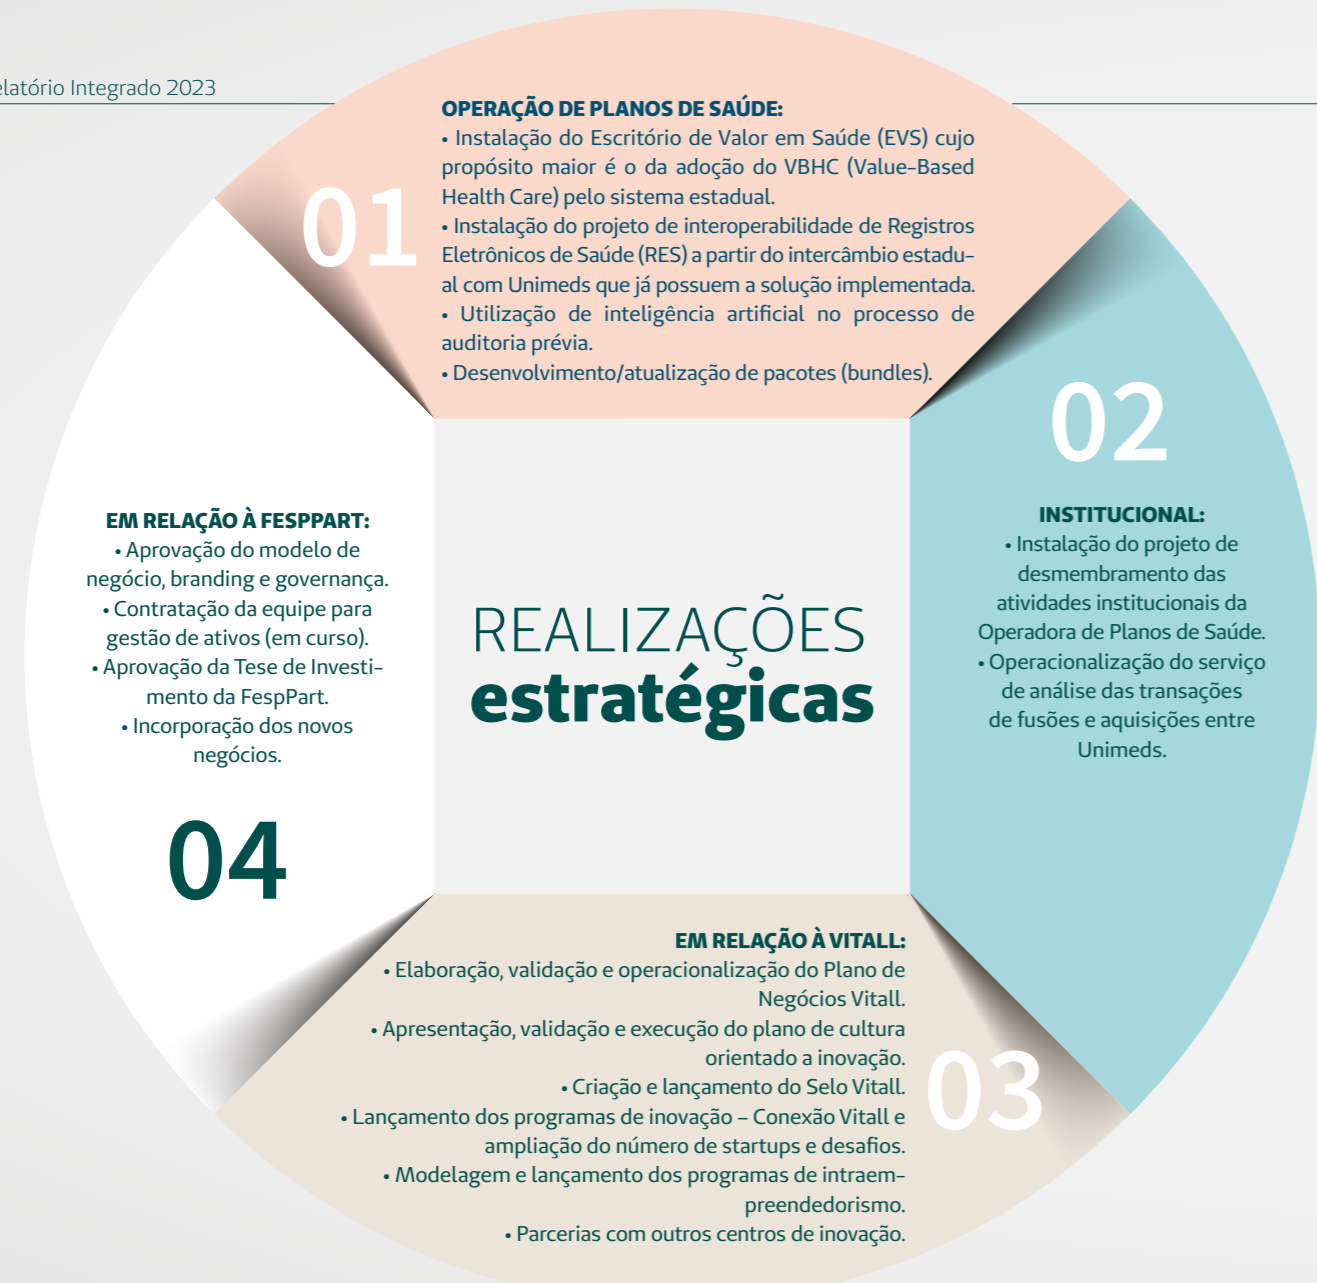 elatório Integrado 2023
01
OPERAÇÃO DE PLANOS DE SAÚDE:
• Instalação do Escritório de Valor em Saúde (EVS) cujo
propósito maior é o da adoção do VBHC (Value-Based
Health Care) pelo sistema estadual.
• Instalação do projeto de interoperabilidade de Registros
Eletrônicos de Saúde (RES) a partir do intercâmbio estadu-
al com Unimeds que já possuem a solução implementada.
• Utilização de inteligência artificial no processo de
auditoria prévia.
• Desenvolvimento/atualização de pacotes (bundles).
02
INSTITUCIONAL:
• Instalação do projeto de
desmembramento das
atividades institucionais da
Operadora de Planos de Saúde.
• Operacionalização do serviço
de análise das transações
de fusões e aquisições entre
Unimeds.
REALIZAÇÕES
estratégicas
EM RELAÇÃO À VITALL:
• Elaboração, validação e operacionalização do Plano de
Negócios Vitall.
• Apresentação, validação e execução do plano de cultura
orientado a inovação.
• Criação e lançamento do Selo Vitall.
• Lançamento dos programas de inovação – Conexão Vitall e
ampliação do número de startups e desafios.
• Modelagem e lançamento dos programas de intraem-
preendedorismo.
• Parcerias com outros centros de inovação.
03
EM RELAÇÃO À FESPPART:
• Aprovação do modelo de
negócio, branding e governança.
• Contratação da equipe para
gestão de ativos (em curso).
• Aprovação da Tese de Investi-
mento da FespPart.
• Incorporação dos novos
negócios.
04